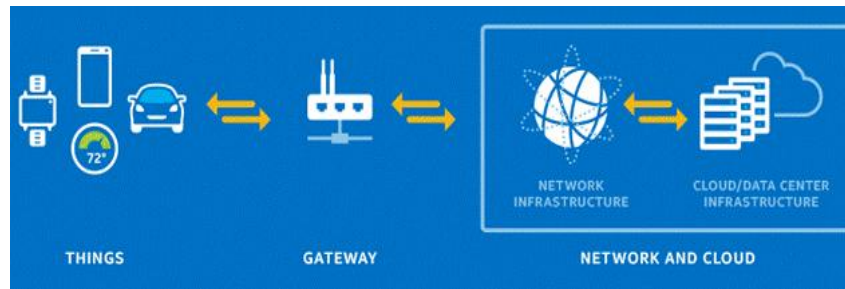 72°
NETWORK
INFRASTRUCTURE
CLOUD/DATA CENTER
INFRASTRUCTURE
THINGS
GATEWAY
NETWORK AND CLOUD